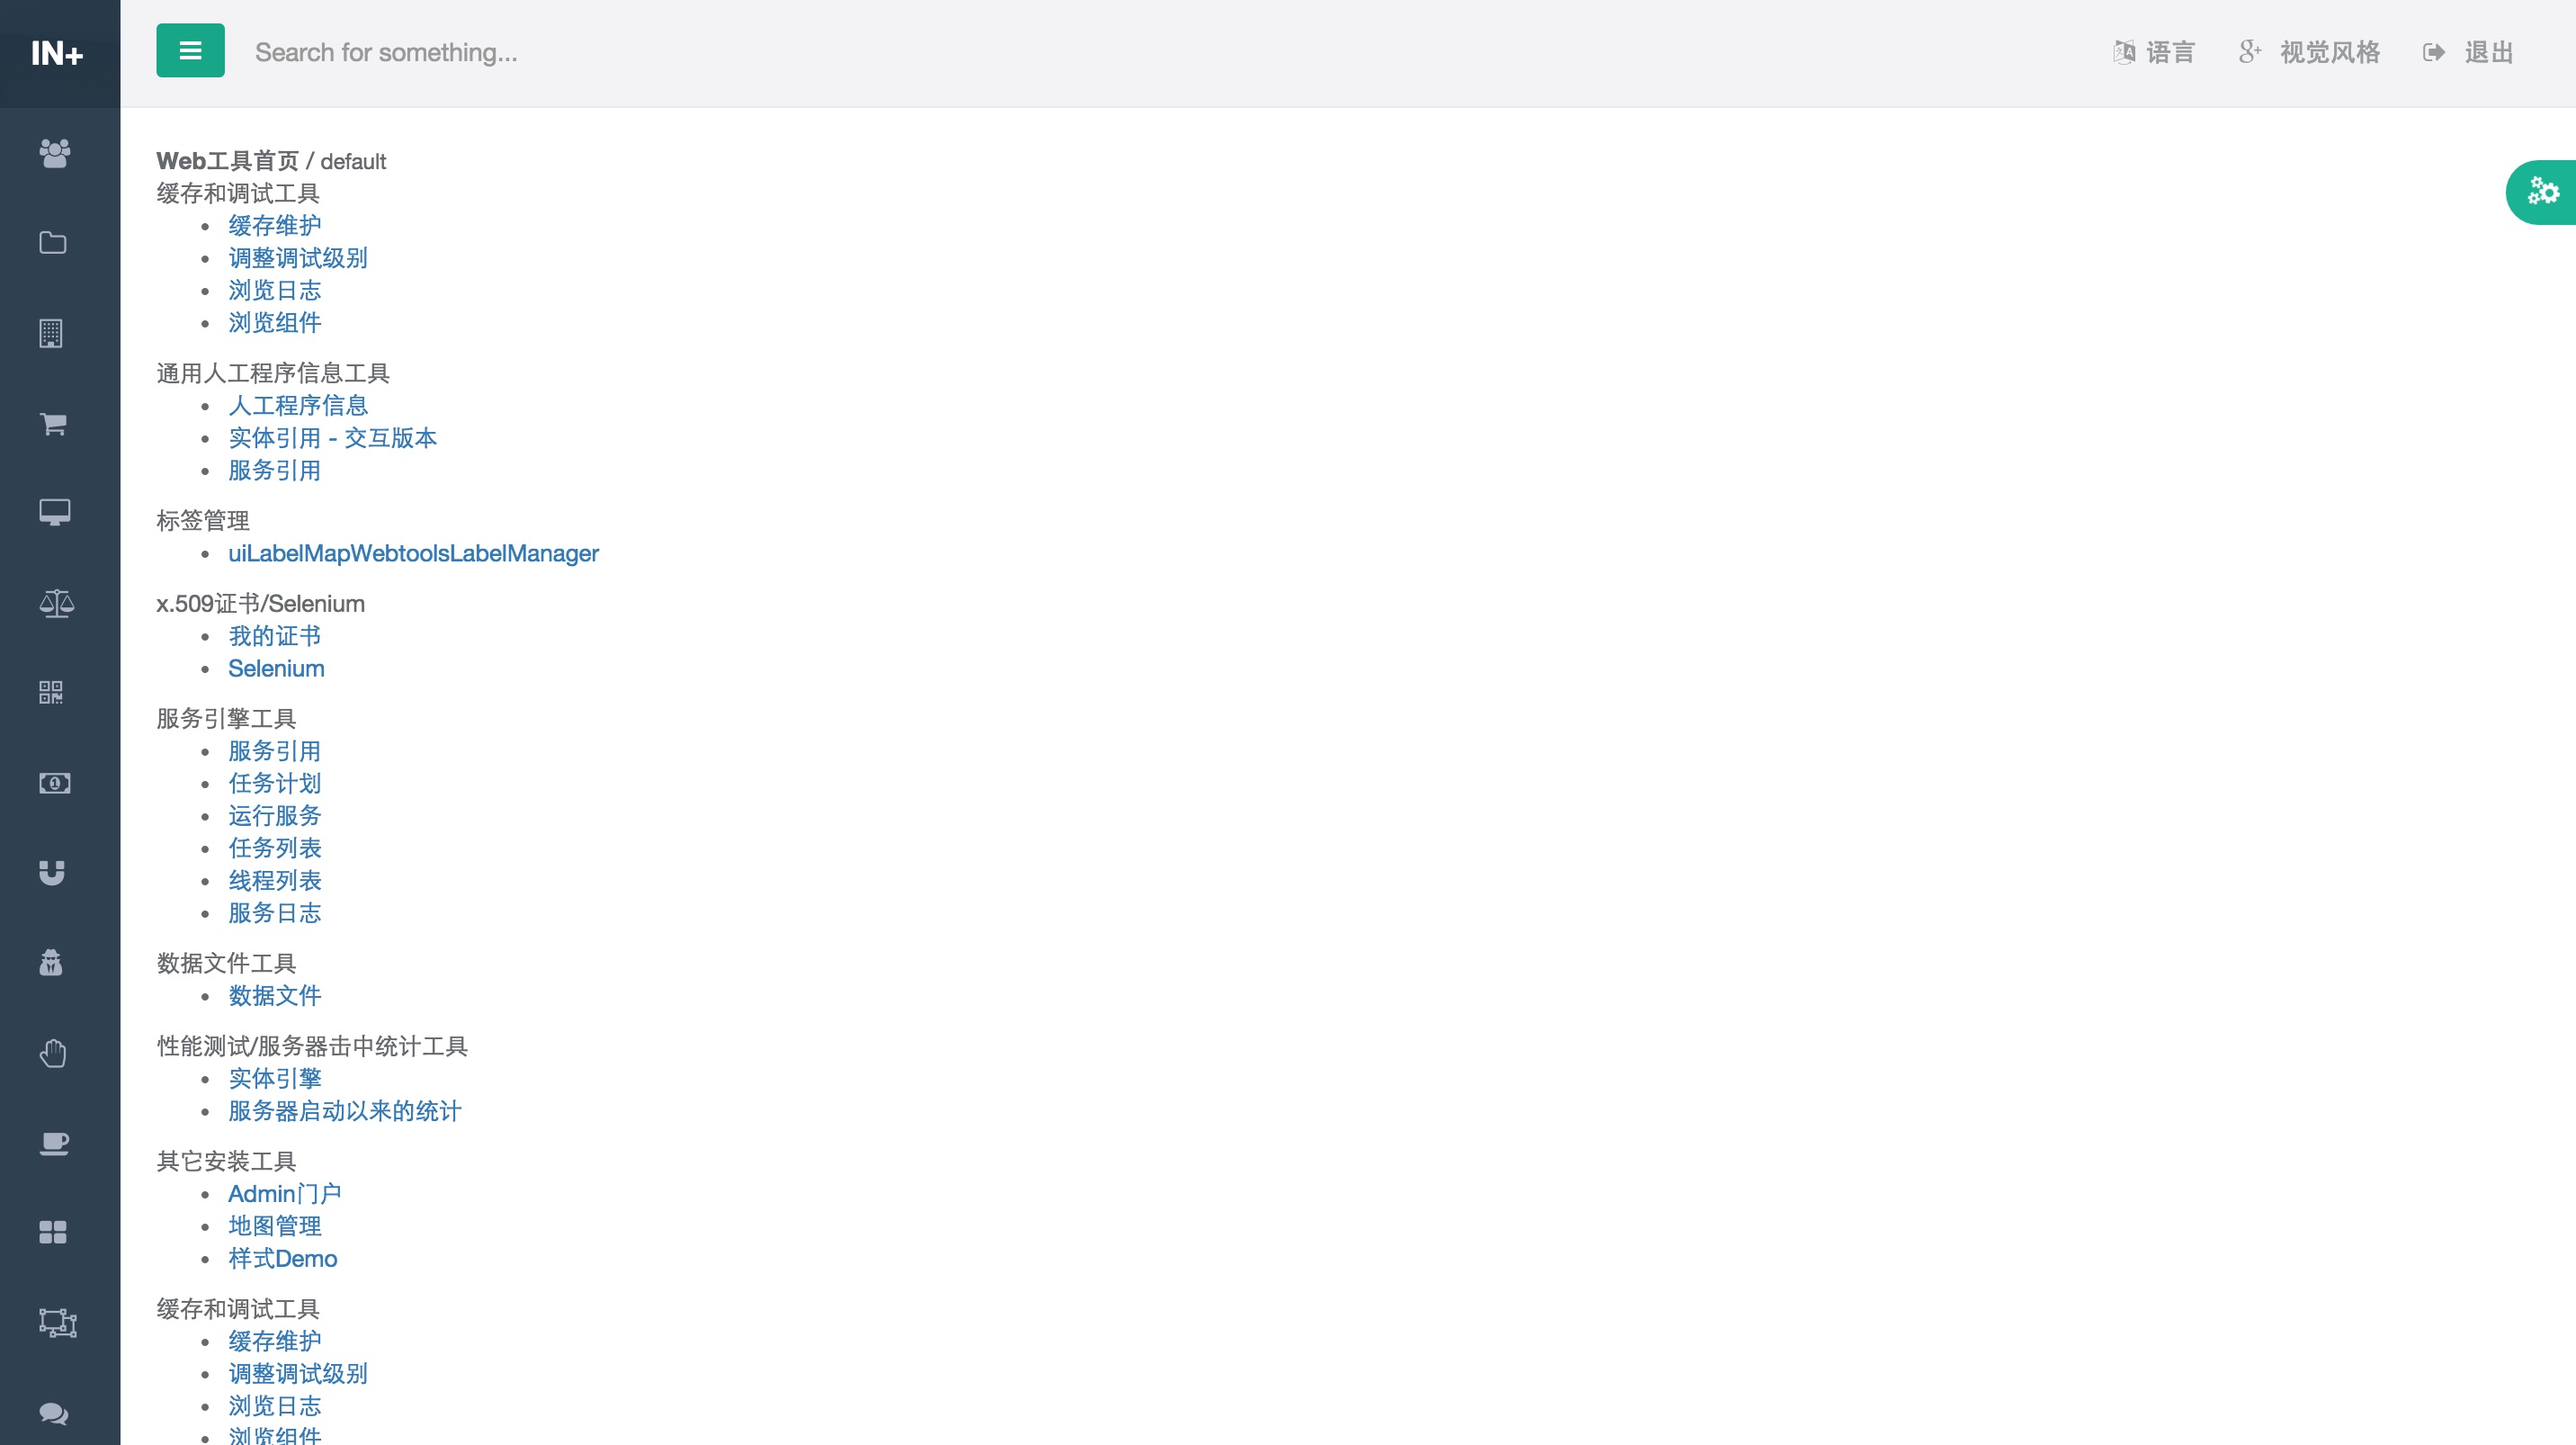 IN+
Search for something...
语言
视觉风格
退出
Web工具首页 / default
缓存和调试工具
缓存维护
调整调试级别
浏览日志
浏览组件
通用人工程序信息工具
人工程序信息
实体引用 - 交互版本
服务引用
标签管理
uiLabelMapWebtoolsLabelManager
x.509证书/Selenium
我的证书
Selenium
服务引擎工具
服务引用
任务计划
运行服务
任务列表
线程列表
服务日志
数据文件工具
数据文件
性能测试/服务器击中统计工具
实体引擎
服务器启动以来的统计
其它安装工具
Admin门户
地图管理
样式Demo
缓存和调试工具
缓存维护
调整调试级别
浏览日志
浏览组件